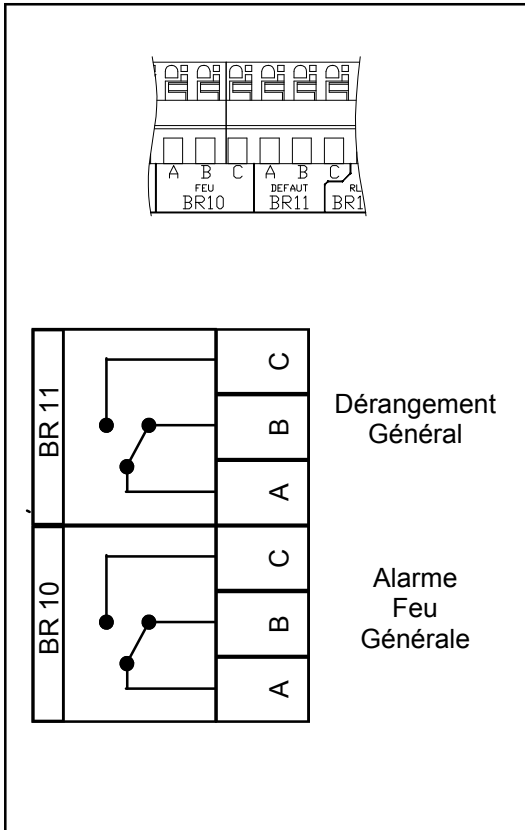 A B C A B C
FEU DEFAUT RL
BR10 BR11 BR1
BR 11
C
B
A
Dérangement
Général
BR 10
C
B
A
Alarme
Feu
Générale